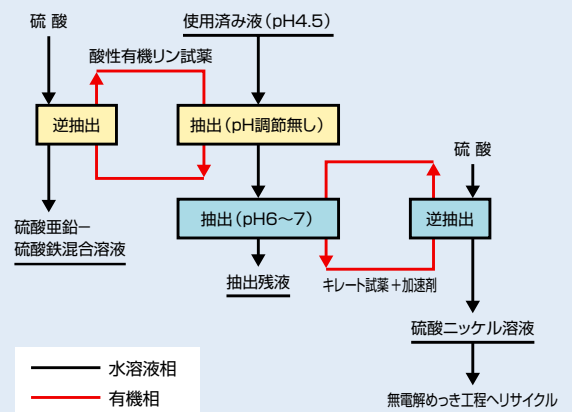 硫 酸
使用済み液（pH4.5）
酸性有機リン試薬
逆抽出
抽出（pH調節無し）
硫 酸
抽出（pH6～7）
逆抽出
硫酸亜鉛－
硫酸鉄混合溶液
抽出残液
キレート試薬＋加速剤
硫酸ニッケル溶液
水溶液相
有機相
無電解めっき工程へリサイクル